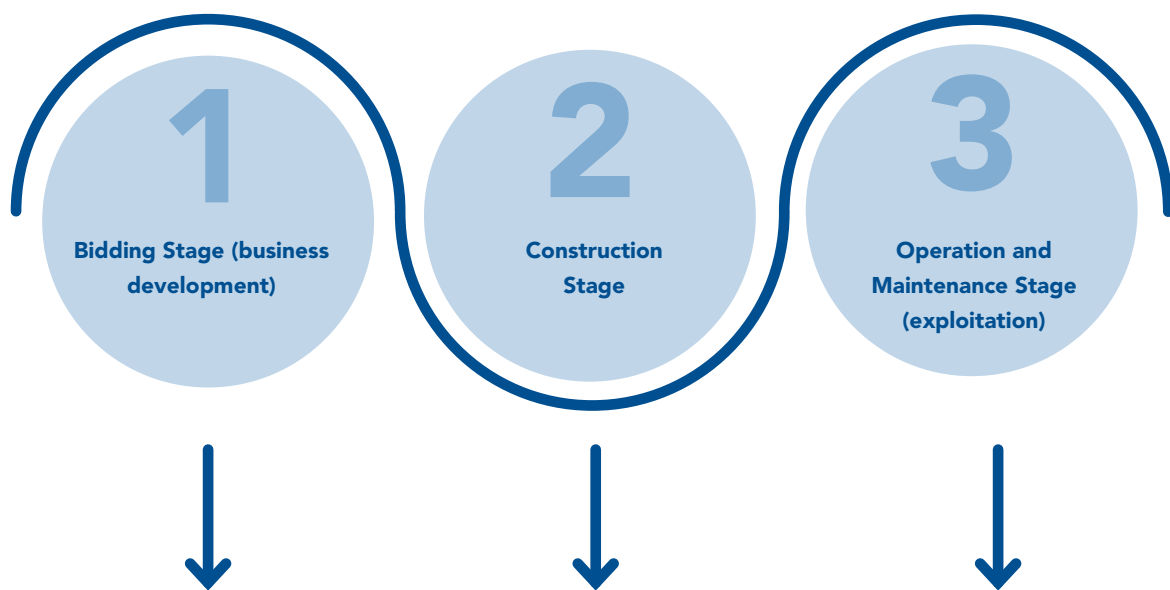 1
Bidding Stage (business
development)
2
Construction
Stage
3
Operation and
Maintenance Stage
(exploitation)